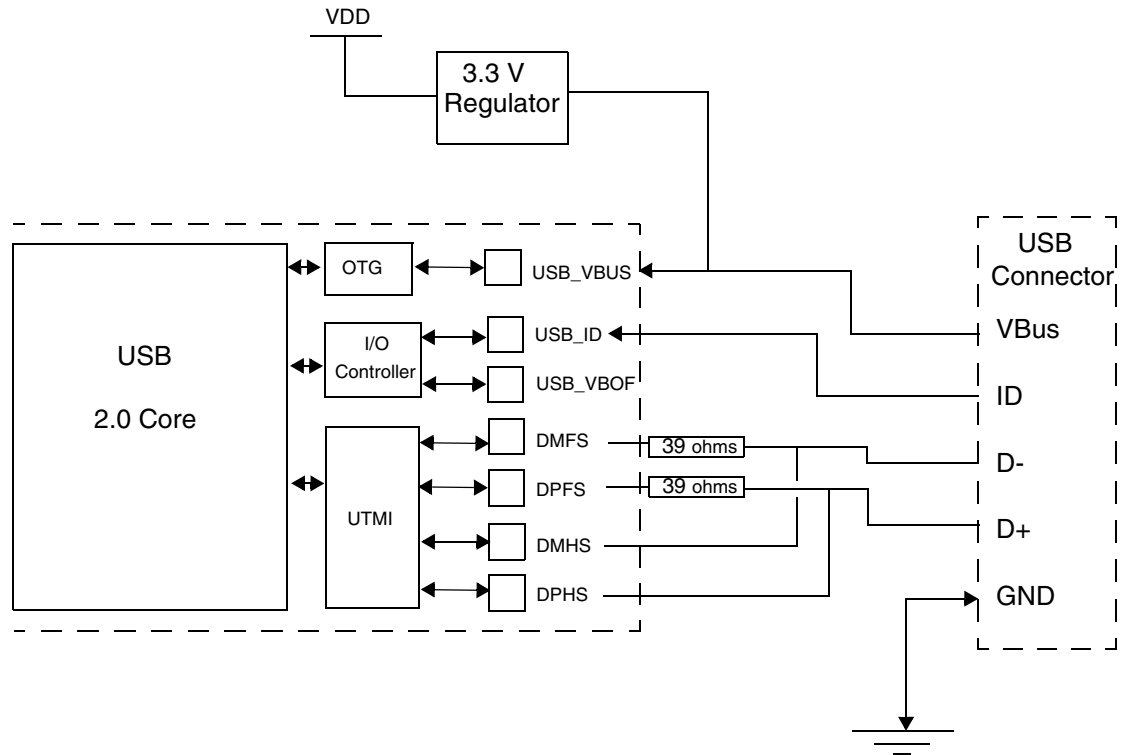 VDD
3.3 V
Regulator
USB
2.0 Core
OTG
I/O
Controller
UTMI
USB_VBUS
USB_ID
USB_VBOF
DMFS
DPFS
DMHS
DPHS
39 ohms
39 ohms
USB
Connector
VBus
ID
D-
D+
GND